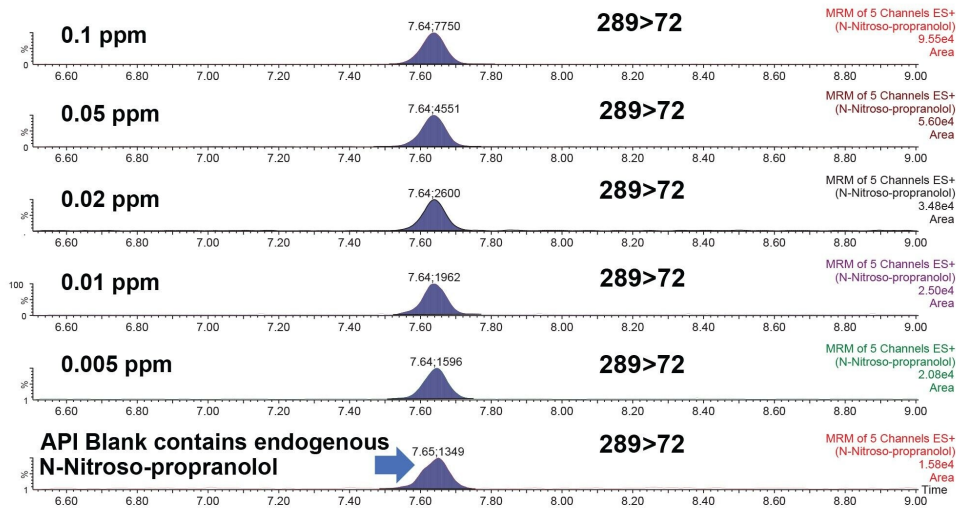 0.1 ppm
7.64;7750
289>72
MRM of 5 Channels ES+
(N-Nitroso-propranolol)
9.55e4
Area
%
0
6.60 6.80 7.00 7.20 7.40 7.60 7.80 8.00 8.20 8.40 8.60 8.80 9.00
0.05 ppm
7.64;4551
289>72
MRM of 5 Channels ES+
(N-Nitroso-propranolol)
5.60e4
Area
%
0
6.60 6.80 7.00 7.20 7.40 7.60 7.80 8.00 8.20 8.40 8.60 8.80 9.00
0.02 ppm
7.64;2600
289>72
MRM of 5 Channels ES+
(N-Nitroso-propranolol)
3.48e4
Area
%
6.60 6.80 7.00 7.20 7.40 7.60 7.80 8.00 8.20 8.40 8.60 8.80 9.00
0.01 ppm
7.64;1962
289>72
MRM of 5 Channels ES+
(N-Nitroso-propranolol)
2.50e4
Area
100
%
0
6.60 6.80 7.00 7.20 7.40 7.60 7.80 8.00 8.20 8.40 8.60 8.80 9.00
0.005 ppm
7.64;1596
289>72
MRM of 5 Channels ES+
(N-Nitroso-propranolol)
2.08e4
Area
%
1
6.60 6.80 7.00 7.20 7.40 7.60 7.80 8.00 8.20 8.40 8.60 8.80 9.00
API Blank contains endogenous
N-Nitroso-propranolol
7.65;1349
289>72
MRM of 5 Channels ES+
(N-Nitroso-propranolol)
1.58e4
Area
%
1
Time
6.60 6.80 7.00 7.20 7.40 7.60 7.80 8.00 8.20 8.40 8.60 8.80 9.00